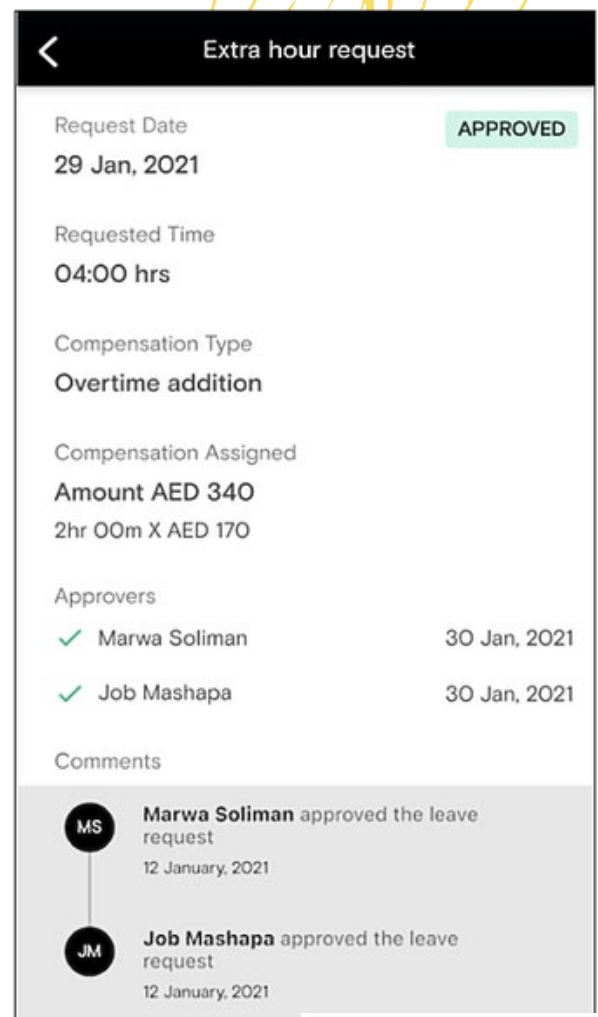 Extra hour request
Request Date
APPROVED
29 Jan, 2021
Requested Time
04:00 hrs
Compensation Type
Overtime addition
Compensation Assigned
Amount AED 340
2hr 00m X AED 170
Approvers
Marwa Soliman 30 Jan, 2021
Job Mashapa 30 Jan, 2021
Comments
MS
Marwa Soliman approved the leave
request
12 January, 2021
JM
Job Mashapa approved the leave
request
12 January, 2021